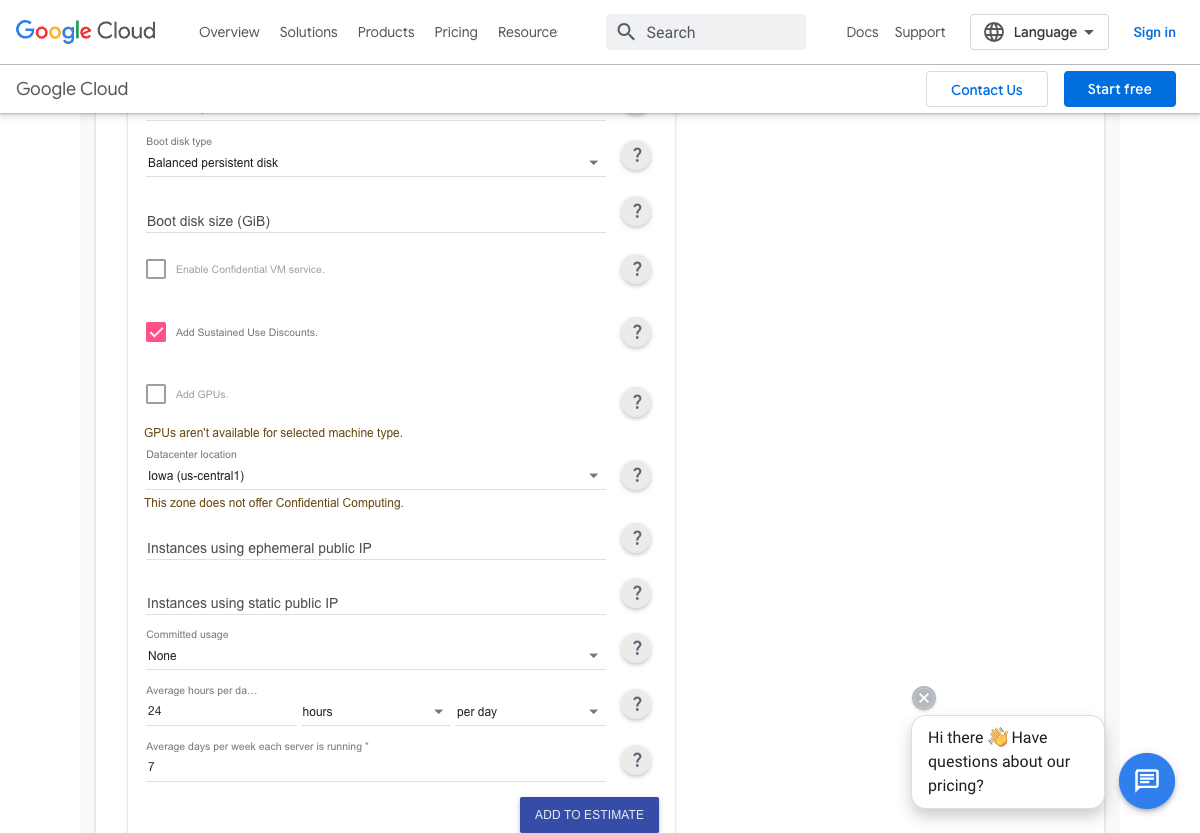 Google Cloud
Overview Solutions Products Pricing Resource
Search
Docs Support
Language
Sign in
Google Cloud
Contact Us
Start free
Boot disk type
Balanced persistent disk
?
Boot disk size (GiB)
?
Enable Confidential VM service.
?
Add Sustained Use Discounts.
?
Add GPUs.
?
GPUs aren't available for selected machine type.
Datacenter location
Iowa (us-central1)
?
This zone does not offer Confidential Computing.
Instances using ephemeral public IP
?
Instances using static public IP
?
Committed usage
None
?
Average hours per da...
24 hours per day
?
Average days per week each server is running *
7
?
ADD TO ESTIMATE
Hi there 👋 Have
questions about our
pricing?